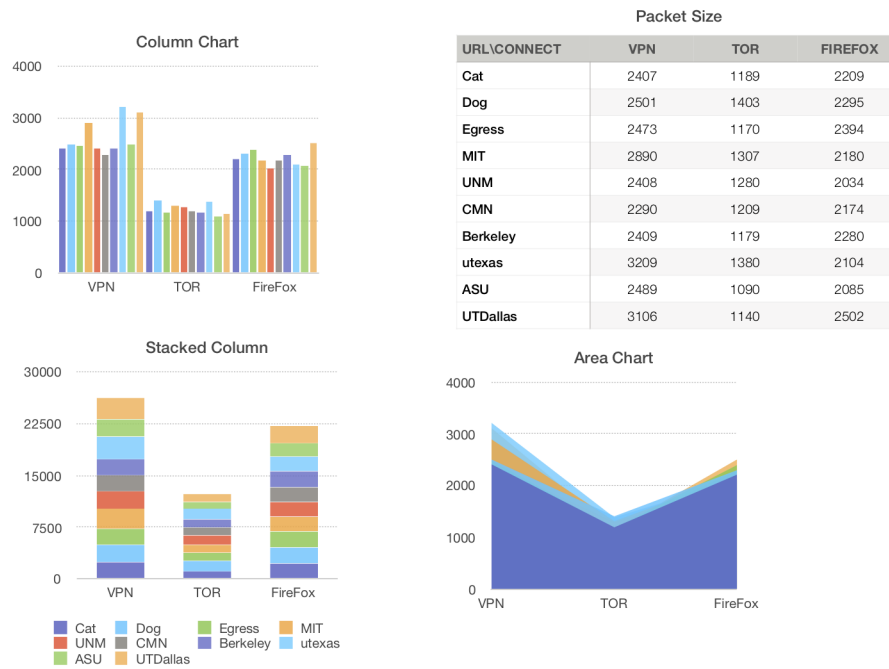 Column Chart
4000
3000
2000
1000
0
VPN TOR FireFox
Packet Size
URL\CONNECT VPN TOR FIREFOX
Cat 2407 1189 2209
Dog 2501 1403 2295
Egress 2473 1170 2394
MIT 2890 1307 2180
UNM 2408 1280 2034
CMN 2290 1209 2174
Berkeley 2409 1179 2280
utexas 3209 1380 2104
ASU 2489 1090 2085
UTDallas 3106 1140 2502
Stacked Column
30000
22500
15000
7500
0
VPN TOR FireFox
Cat Dog Egress MIT
UNM CMN Berkeley utexas
ASU UTDallas
Area Chart
4000
3000
2000
1000
0
VPN TOR FireFox